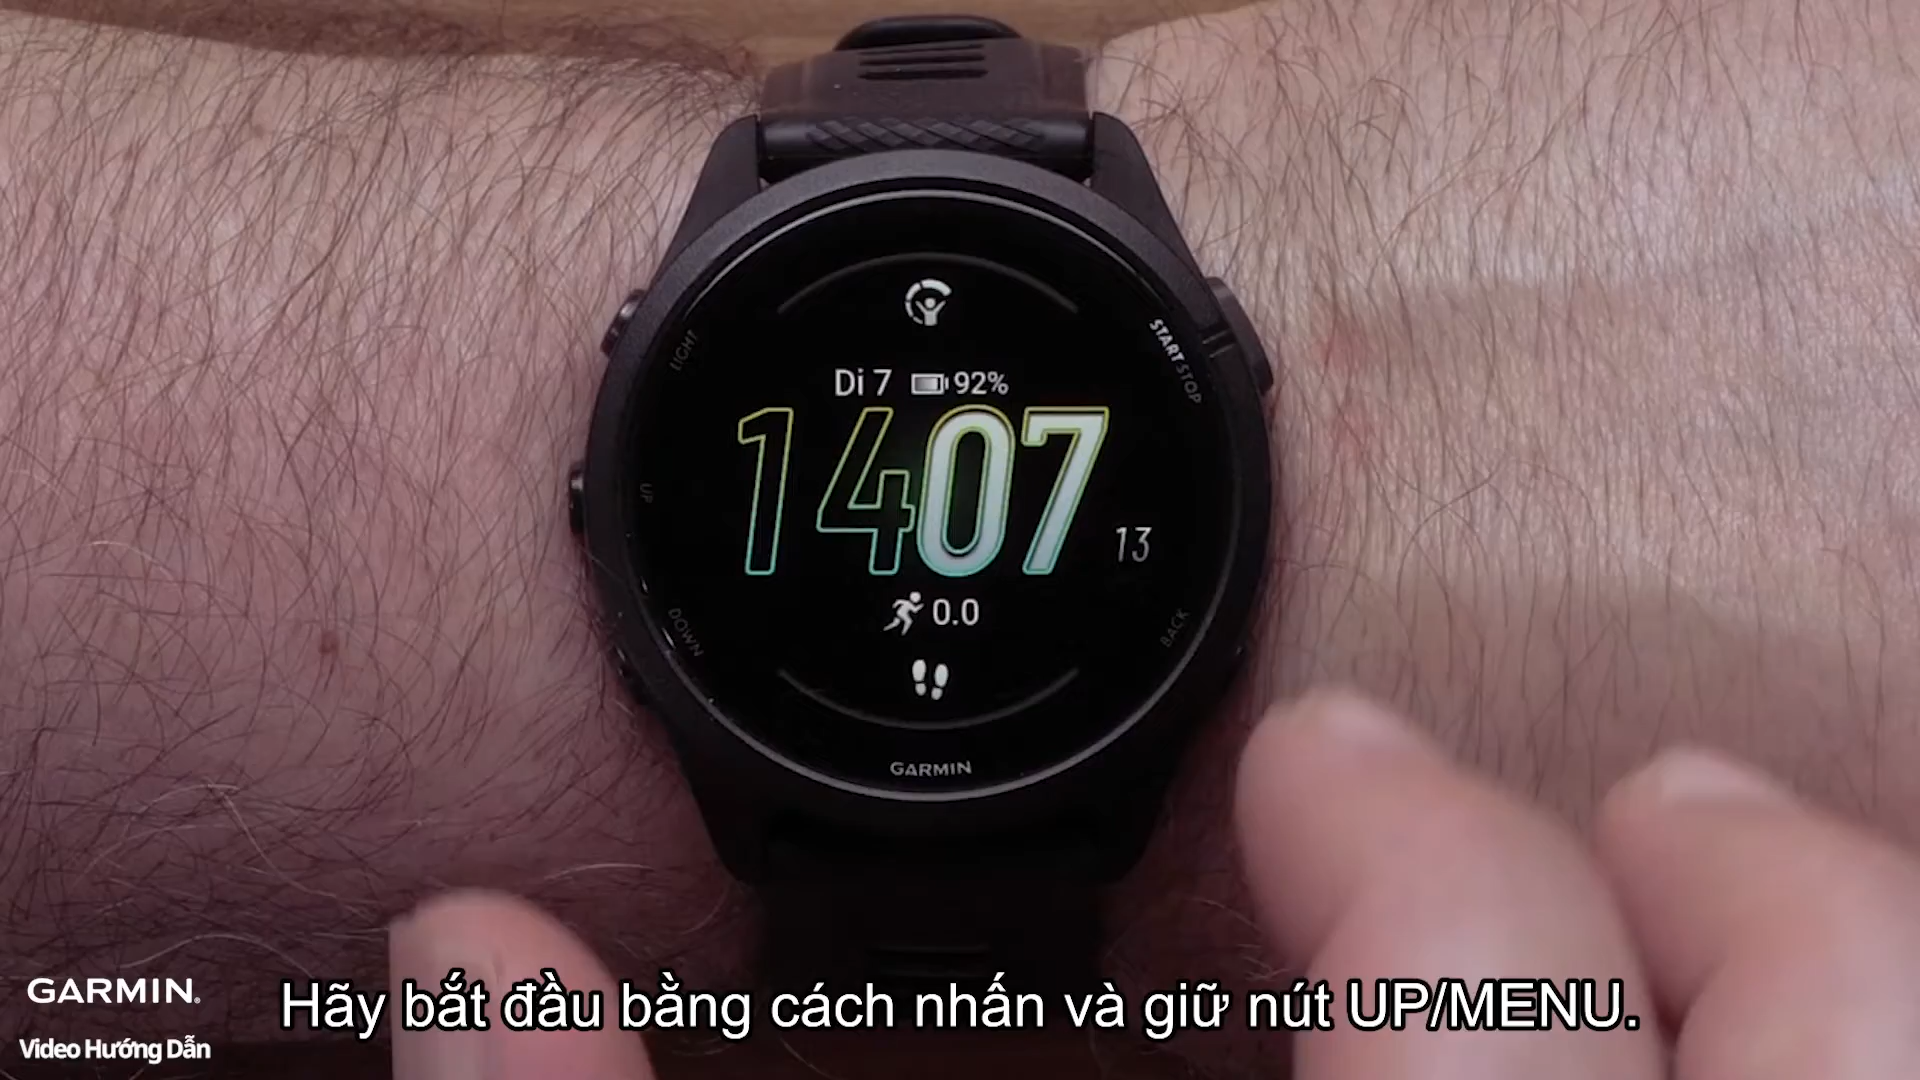 LIGHT
START STOP
Di 7 92%
1407
UP
13
0.0
DOWN
BACK
GARMIN
GARMIN.
Hãy bắt đầu bằng cách nhấn và giữ nút UP/MENU.
Video Hướng Dẫn